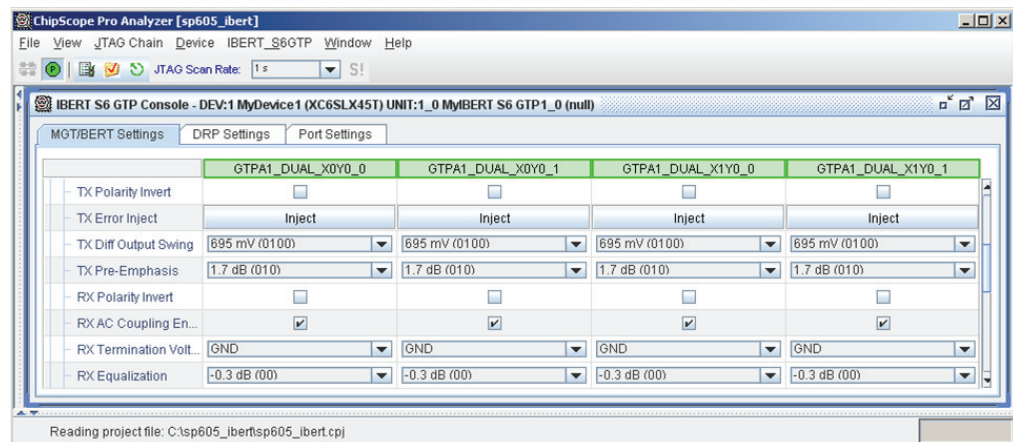 ChipScope Pro Analyzer [sp605_ibert]
File View JTAG Chain Device IBERT_S6GTP Window Help
JTAG Scan Rate: 1 s S!
IBERT S6 GTP Console - DEV:1 MyDevice1 (XC6SLX45T) UNIT:1_0 MyIBERT S6 GTP1_0 (null)
MGT/BERT Settings DRP Settings Port Settings
GTPA1_DUAL_X0Y0_0 GTPA1_DUAL_X0Y0_1 GTPA1_DUAL_X1Y0_0 GTPA1_DUAL_X1Y0_1
TX Polarity Invert
TX Error Inject Inject Inject Inject Inject
TX Diff Output Swing 695 mV (0100) 695 mV (0100) 695 mV (0100) 695 mV (0100)
TX Pre-Emphasis 1.7 dB (010) 1.7 dB (010) 1.7 dB (010) 1.7 dB (010)
RX Polarity Invert
RX AC Coupling En...
RX Termination Volt... GND GND GND GND
RX Equalization -0.3 dB (00) -0.3 dB (00) -0.3 dB (00) -0.3 dB (00)
Reading project file: C:\sp605_ibert\sp605_ibert.cpj